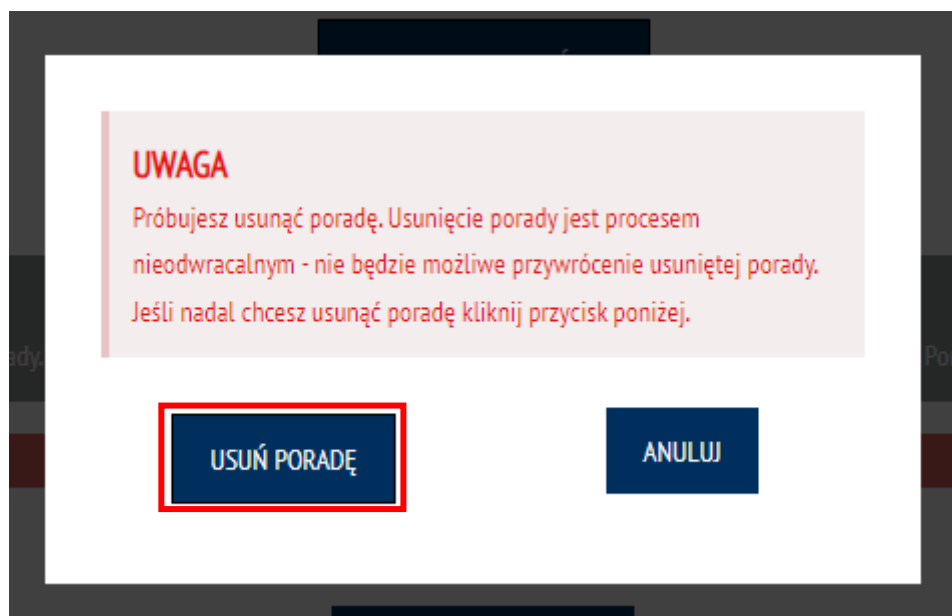 UWAGA
Próbujesz usunąć poradę. Usunięcie porady jest procesem
nieodwracalnym - nie będzie możliwe przywrócenie usuniętej porady.
Jeśli nadal chcesz usunąć poradę kliknij przycisk poniżej.
USUŃ PORADĘ
ANULUJ